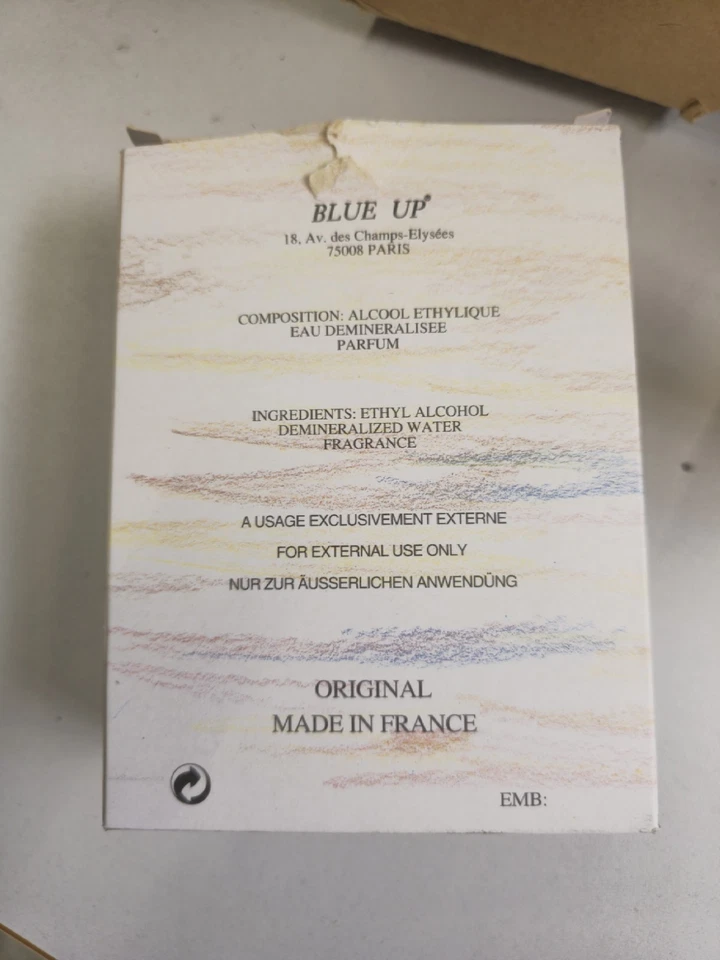 BLUE UP®
18, Av. des Champs-Elysées
75008 PARIS
COMPOSITION: ALCOOL ETHYLIQUE
EAU DEMINERALISEE
PARFUM
INGREDIENTS: ETHYL ALCOHOL
DEMINERALIZED WATER
FRAGRANCE
A USAGE EXCLUSIVEMENT EXTERNE
FOR EXTERNAL USE ONLY
NUR ZUR ÄUSSERLICHEN ANWENDÜNG
ORIGINAL
MADE IN FRANCE
EMB: